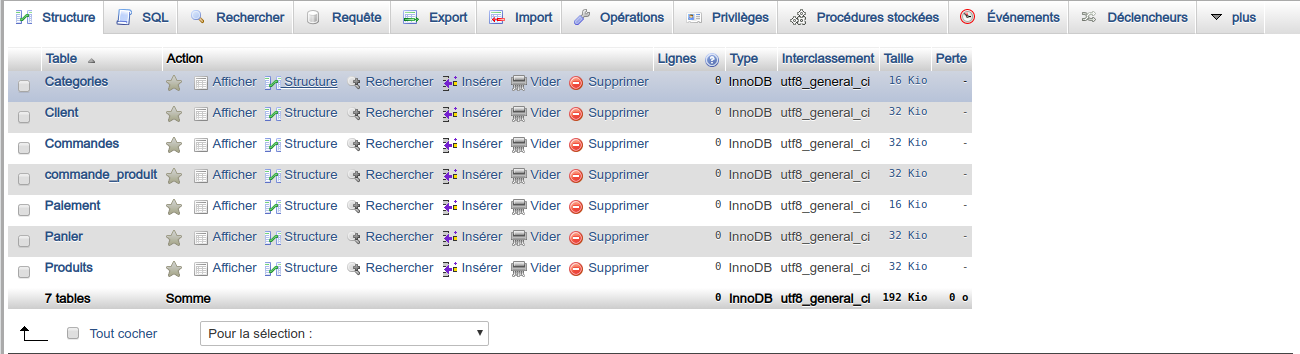 Structure SQL Rechercher Requête Export Import Opérations Privilèges Procédures stockées Événements Déclencheurs plus
Table Action Lignes Type Interclassement Taille Perte
Categories Afficher Structure Rechercher Insérer Vider Supprimer 0 InnoDB utf8_general_ci 16 Kio -
Client Afficher Structure Rechercher Insérer Vider Supprimer 0 InnoDB utf8_general_ci 32 Kio -
Commandes Afficher Structure Rechercher Insérer Vider Supprimer 0 InnoDB utf8_general_ci 32 Kio -
commande_produit Afficher Structure Rechercher Insérer Vider Supprimer 0 InnoDB utf8_general_ci 32 Kio -
Paiement Afficher Structure Rechercher Insérer Vider Supprimer 0 InnoDB utf8_general_ci 16 Kio -
Panier Afficher Structure Rechercher Insérer Vider Supprimer 0 InnoDB utf8_general_ci 32 Kio -
Produits Afficher Structure Rechercher Insérer Vider Supprimer 0 InnoDB utf8_general_ci 32 Kio -
7 tables Somme 0 InnoDB utf8_general_ci 192 Kio 0 o
Tout cocher Pour la sélection :